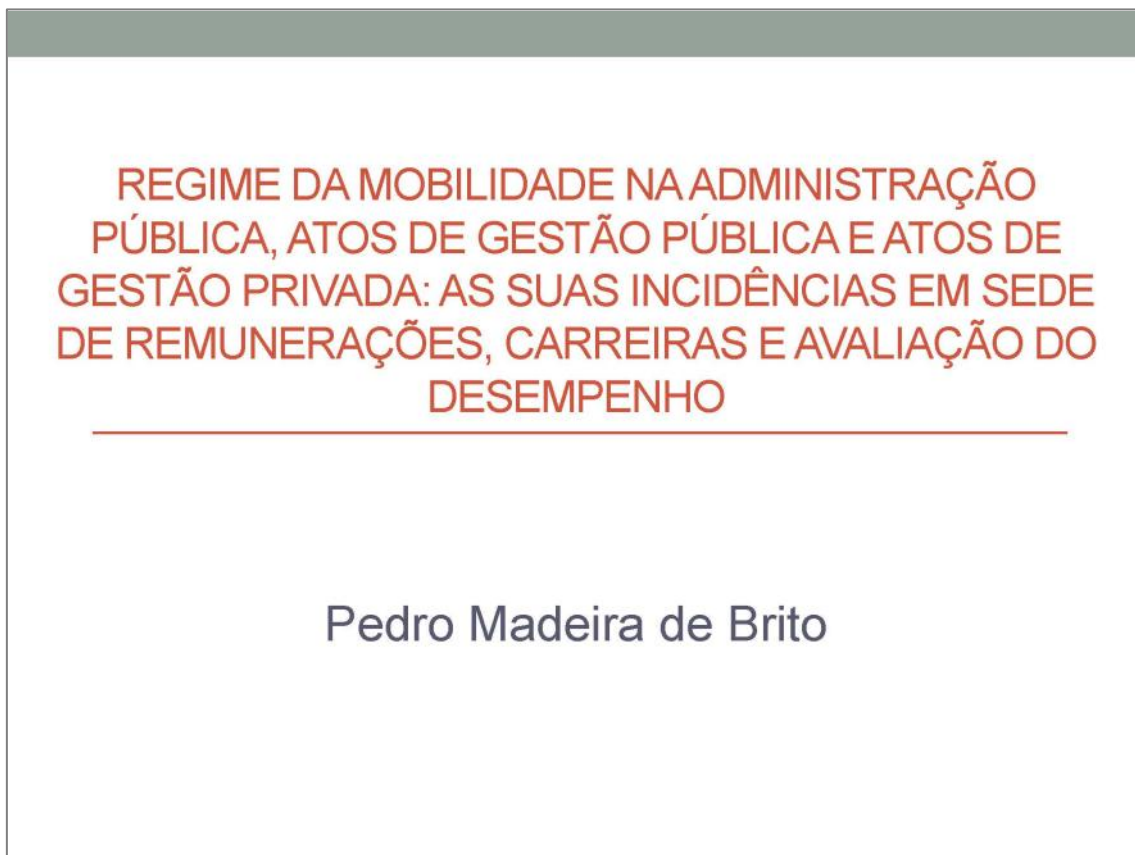 REGIME DA MOBILIDADE NA ADMINISTRAÇÃO
PÚBLICA, ATOS DE GESTÃO PÚBLICA E ATOS DE
GESTÃO PRIVADA: AS SUAS INCIDÊNCIAS EM SEDE
DE REMUNERAÇÕES, CARREIRAS E AVALIAÇÃO DO
DESEMPENHO
Pedro Madeira de Brito